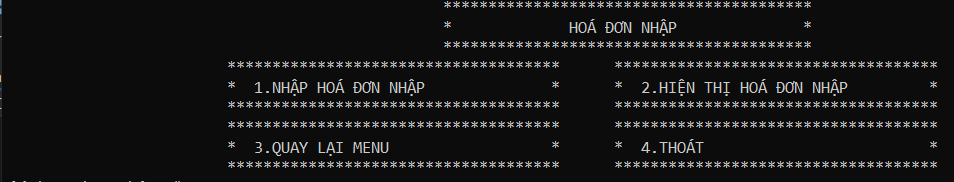 *****************************************
* HOÁ ĐƠN NHẬP *
*****************************************
************************************* ************************************
* 1.NHẬP HOÁ ĐƠN NHẬP * * 2.HIỆN THỊ HOÁ ĐƠN NHẬP *
************************************* ************************************
************************************* ************************************
* 3.QUAY LẠI MENU * * 4.THOÁT *
************************************* ************************************